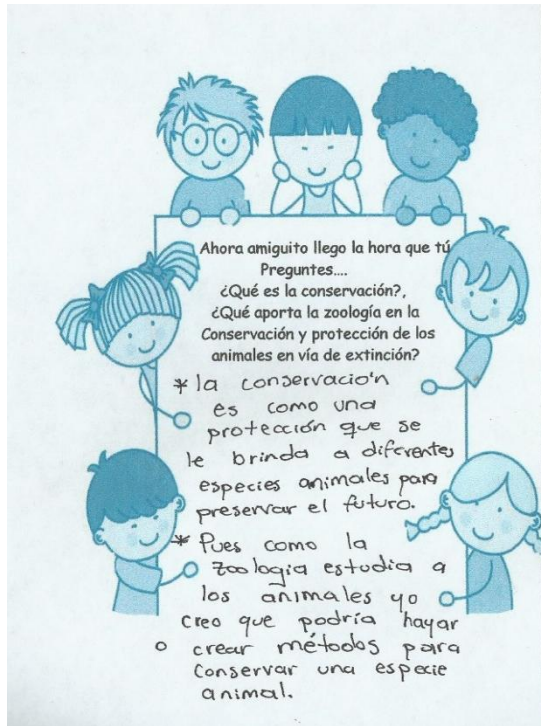 Ahora amiguito llego la hora que tú
Preguntes....
¿Qué es la conservación?,
¿Qué aporta la zoología en la
Conservación y protección de los
animales en vía de extinción?
* la conservación
es como una
protección que se
le brinda a diferentes
especies animales para
preservar el futuro.
* Pues como la
zoologia estudia a
los animales yo
creo que podría hayar
o crear métodos para
Conservar una especie
animal.